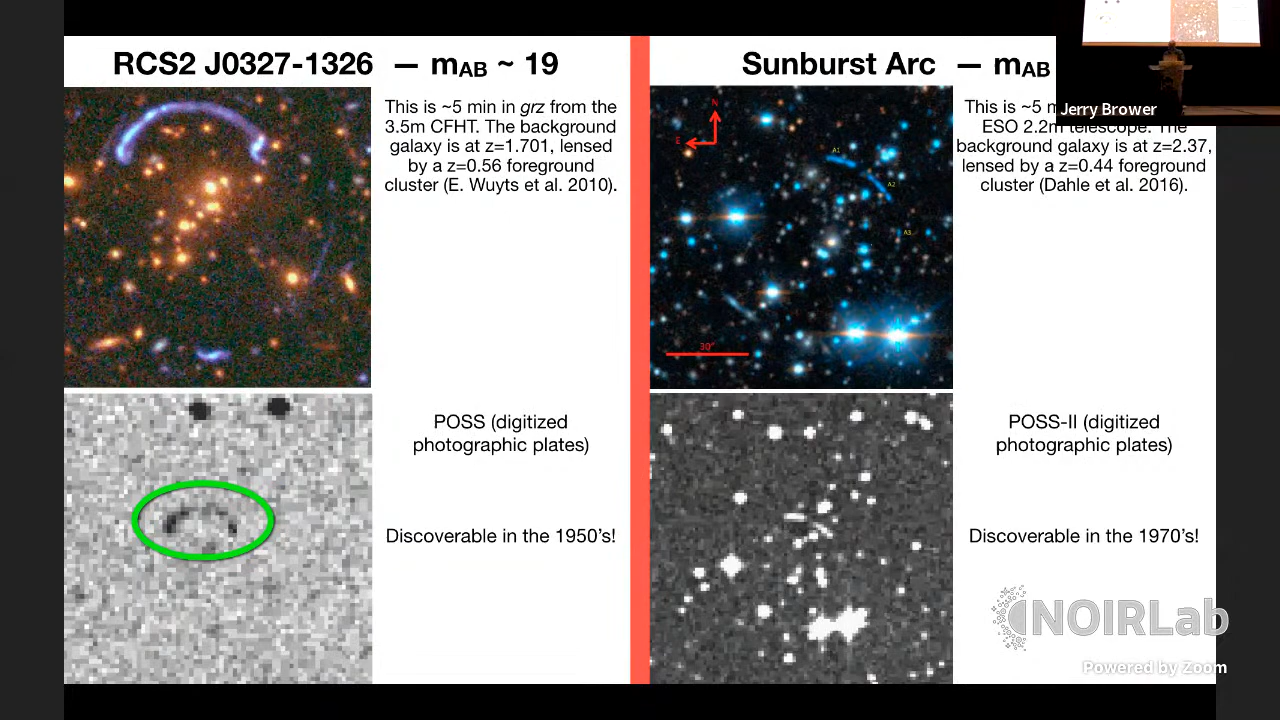 RCS2 J0327-1326 — mAB ~ 19
This is ~5 min in grz from the
3.5m CFHT. The background
galaxy is at z=1.701, lensed
by a z=0.56 foreground
cluster (E. Wuyts et al. 2010).
POSS (digitized
photographic plates)
Discoverable in the 1950's!
Sunburst Arc — mAB
N
E
A1
A2
A3
30"
This is ~5
ESO 2.2m telescope. The
background galaxy is at z=2.37,
lensed by a z=0.44 foreground
cluster (Dahle et al. 2016).
POSS-II (digitized
photographic plates)
Discoverable in the 1970's!
Jerry Brower
NOIRLab
Powered by Zoom